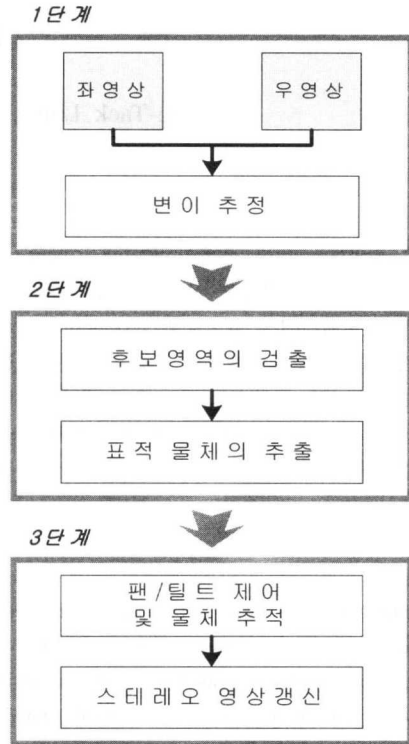 1단계
좌영상 우영상
변이 추정
2단계
후보영역의 검출
표적 물체의 추출
3단계
팬/틸트 제어
및 물체 추적
스테레오 영상갱신